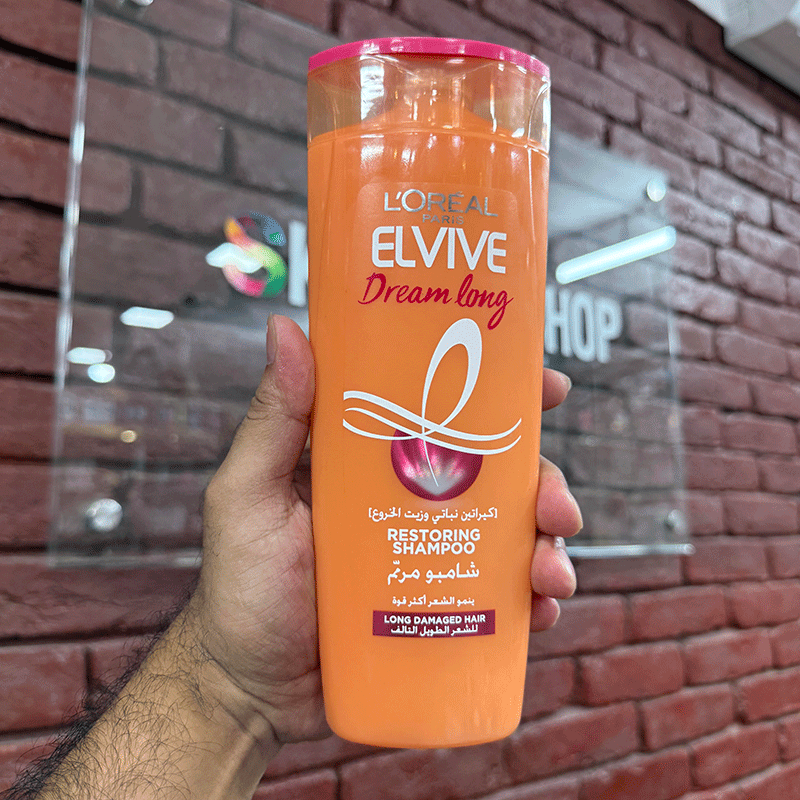 L'ORÉAL
PARIS
ELVIVE
Dream long
[كيراتين نباتي وزيت الخروع]
RESTORING
SHAMPOO
شامبو مرمّم
ينمو الشعر أكثر قوة
LONG DAMAGED HAIR
للشعر الطويل التالف
HOP